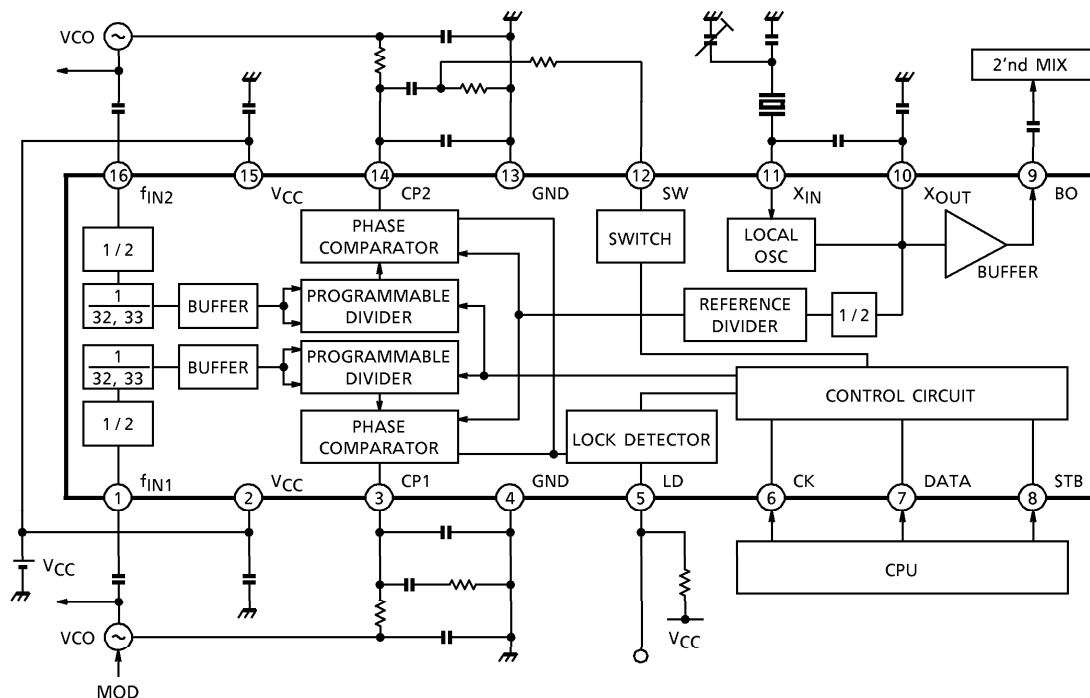 VCO
2'nd MIX
16
15
14
13
12
11
10
9
fIN2
VCC
CP2
GND
SW
XIN
XOUT
BO
1 / 2
PHASE
COMPARATOR
SWITCH
LOCAL
OSC
BUFFER
1
32, 33
BUFFER
PROGRAMMABLE
DIVIDER
REFERENCE
DIVIDER
1 / 2
1
32, 33
BUFFER
PROGRAMMABLE
DIVIDER
CONTROL CIRCUIT
1 / 2
PHASE
COMPARATOR
LOCK DETECTOR
fIN1
VCC
CP1
GND
LD
CK
DATA
STB
1
2
3
4
5
6
7
8
VCC
CPU
VCO
VCC
MOD